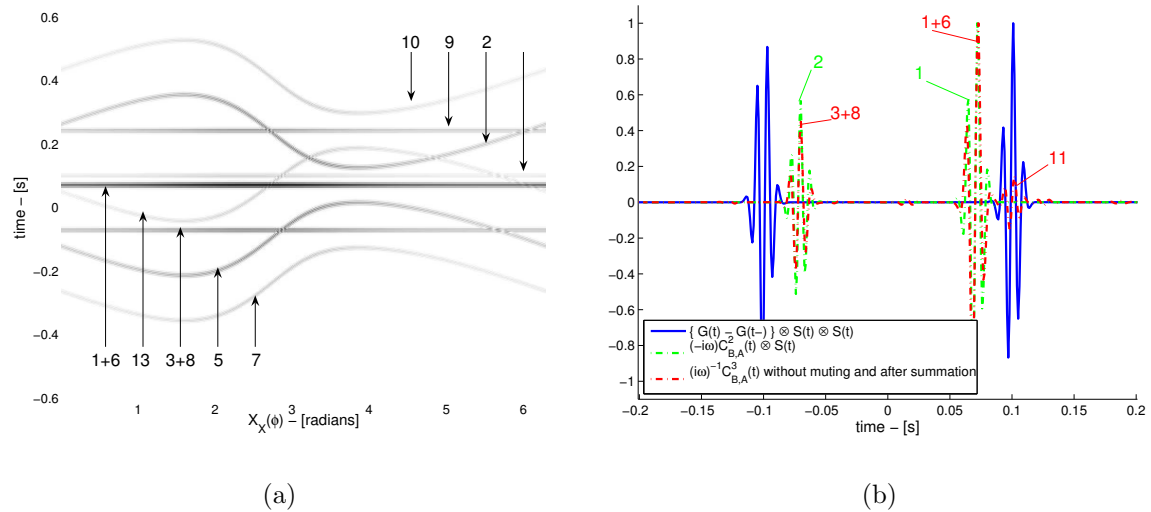 0.6
0.4
0.2
0
−0.2
−0.4
−0.6
time − [s]
10 9 2
1+6 13 3+8 5 7
1 2 3 4 5 6
X_X(ϕ) − [radians]
(a)
1
0.8
0.6
0.4
0.2
0
−0.2
−0.4
−0.6
−0.8
−1
1+6
2
1
3+8
11
{ G(t) − G(t−) } ⊗ S(t) ⊗ S(t)
(−iω)C²_{B,A}(t) ⊗ S(t)
(iω)⁻¹C³_{B,A}(t) without muting and after summation
−0.2 −0.15 −0.1 −0.05 0 0.05 0.1 0.15 0.2
time − [s]
(b)